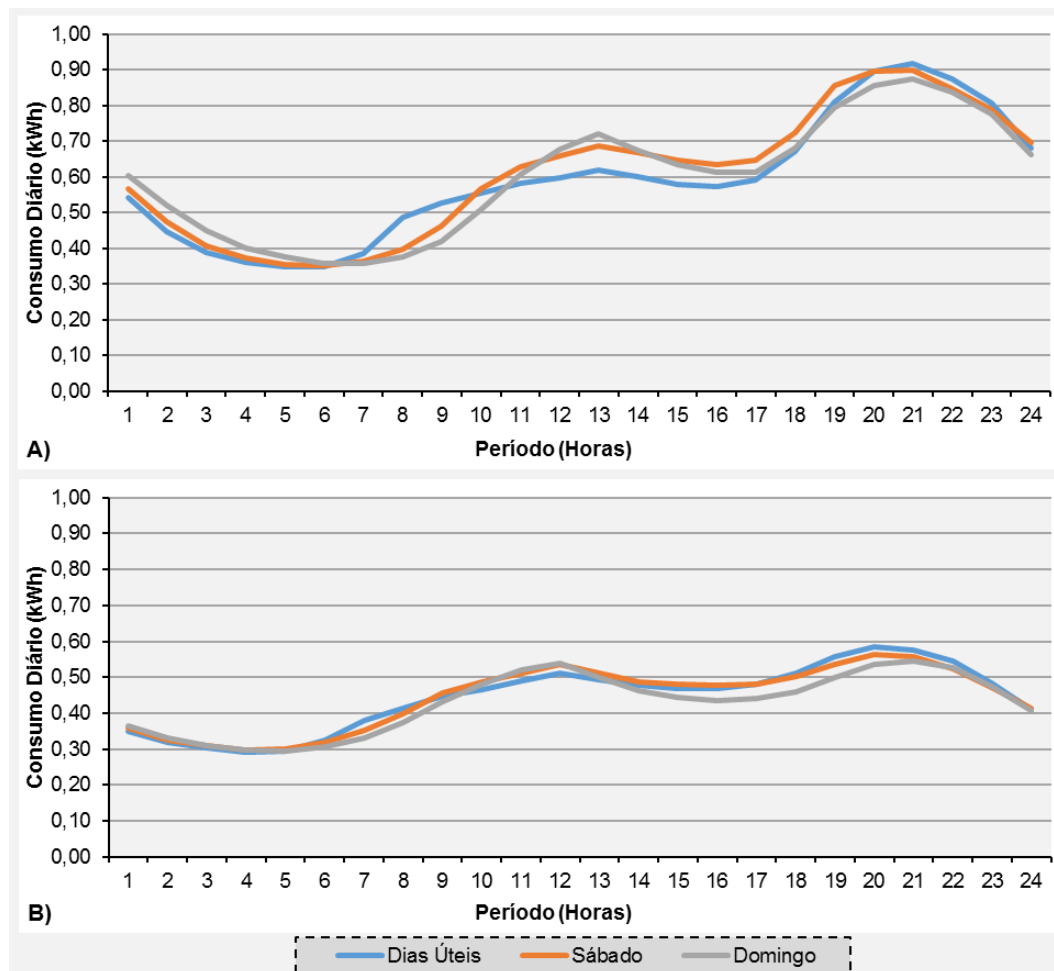 1,00
0,90
0,80
0,70
0,60
0,50
0,40
0,30
0,20
0,10
0,00
Consumo Diário (kWh)
1 2 3 4 5 6 7 8 9 10 11 12 13 14 15 16 17 18 19 20 21 22 23 24
Período (Horas)
A)
1,00
0,90
0,80
0,70
0,60
0,50
0,40
0,30
0,20
0,10
0,00
Consumo Diário (kWh)
1 2 3 4 5 6 7 8 9 10 11 12 13 14 15 16 17 18 19 20 21 22 23 24
Período (Horas)
B)
Dias Úteis Sábado Domingo